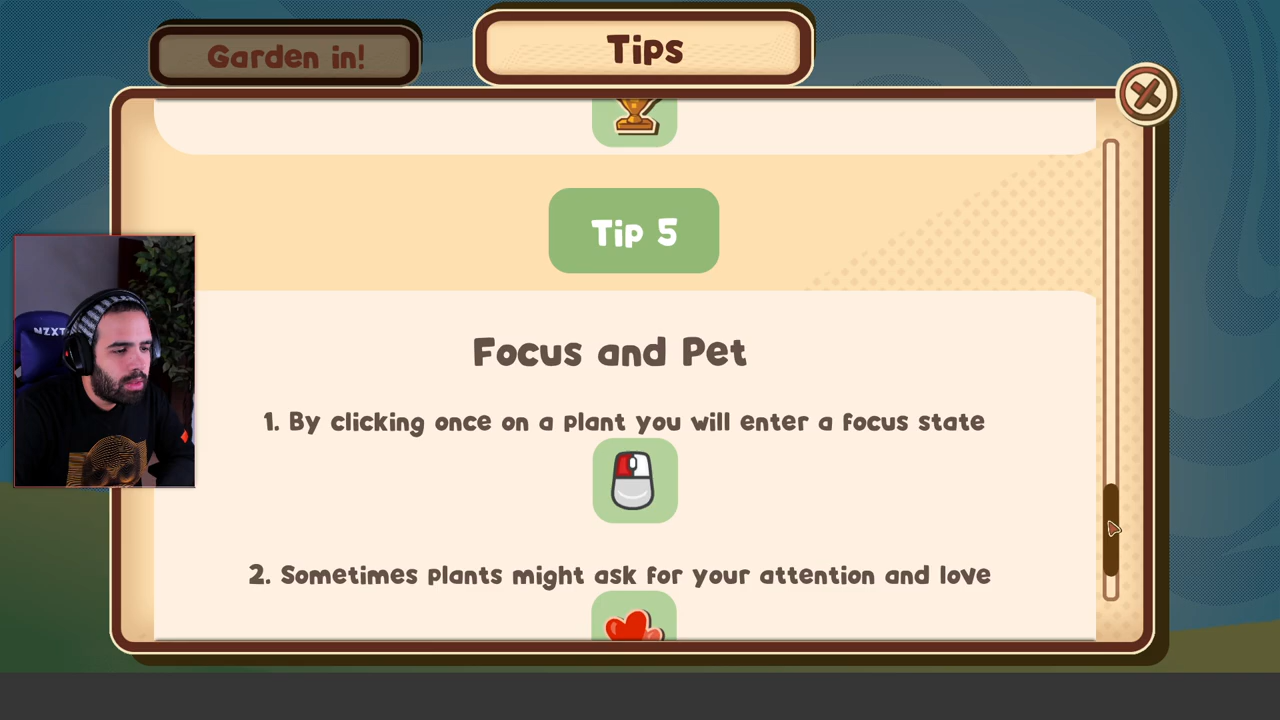 Garden in!
Tips
Tip 5
Focus and Pet
1. By clicking once on a plant you will enter a focus state
NZXT
2. Sometimes plants might ask for your attention and love